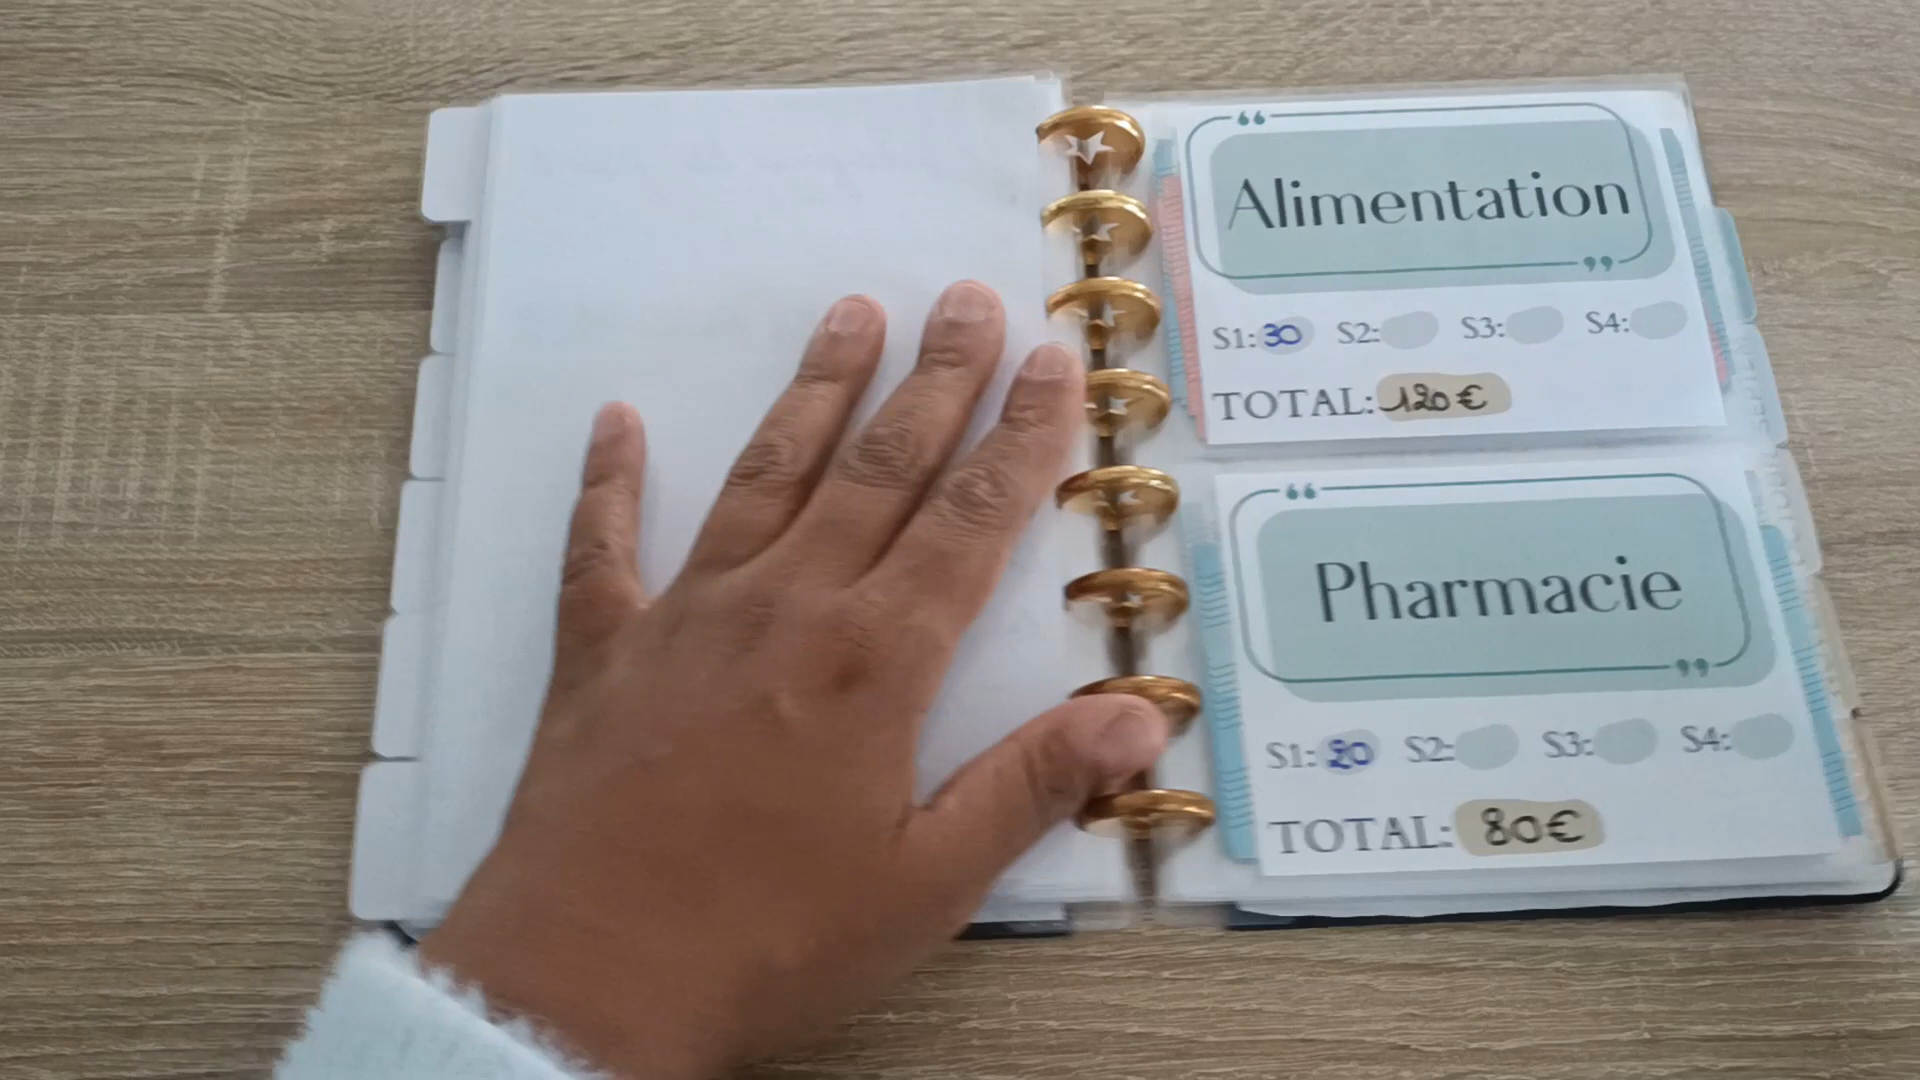 Alimentation
S1: 30 S2: S3: S4:
TOTAL: 120€
Pharmacie
S1: 20 S2: S3: S4:
TOTAL: 80€